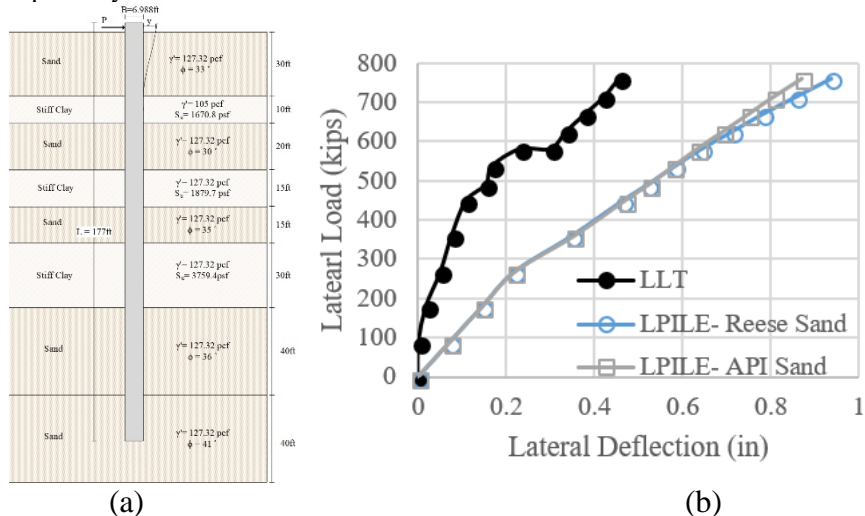 B=6.988ft
P
y
Sand
γ'= 127.32 pcf
ϕ = 33 °
30ft
Stiff Clay
γ'= 105 pcf
Su= 1670.8 psf
10ft
Sand
γ'= 127.32 pcf
ϕ = 30 °
20ft
Stiff Clay
γ'= 127.32 pcf
Su= 1879.7 psf
15ft
Sand
γ'= 127.32 pcf
ϕ = 35 °
15ft
L = 177ft
Stiff Clay
γ'= 127.32 pcf
Su= 3759.4psf
30ft
Sand
γ'= 127.32 pcf
ϕ = 36 °
40ft
Sand
γ'= 127.32 pcf
ϕ = 41 °
40ft
(a)
Latearl Load (kips)
800
700
600
500
400
300
200
100
0
LLT
LPILE- Reese Sand
LPILE- API Sand
0 0.2 0.4 0.6 0.8 1
Lateral Deflection (in)
(b)